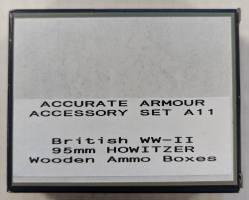 ACCURATE ARMOUR
ACCESSORY SET A11
British WW-II
95mm HOWITZER
Wooden Ammo Boxes